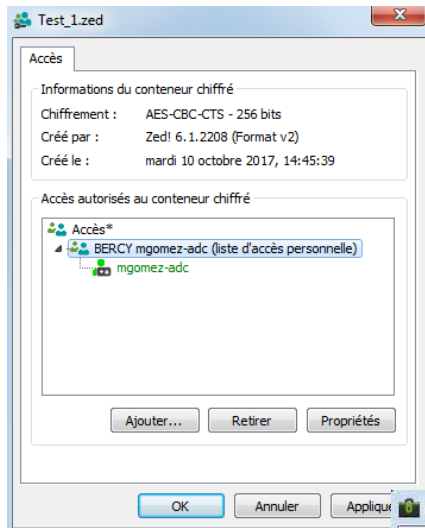 Test_1.zed
Accès
Informations du conteneur chiffré
Chiffrement : AES-CBC-CTS - 256 bits
Créé par : Zed! 6.1.2208 (Format v2)
Créé le : mardi 10 octobre 2017, 14:45:39
Accès autorisés au conteneur chiffré
Accès*
BERCY mgomez-adc (liste d'accès personnelle)
mgomez-adc
Ajouter... Retirer Propriétés
OK Annuler Applique